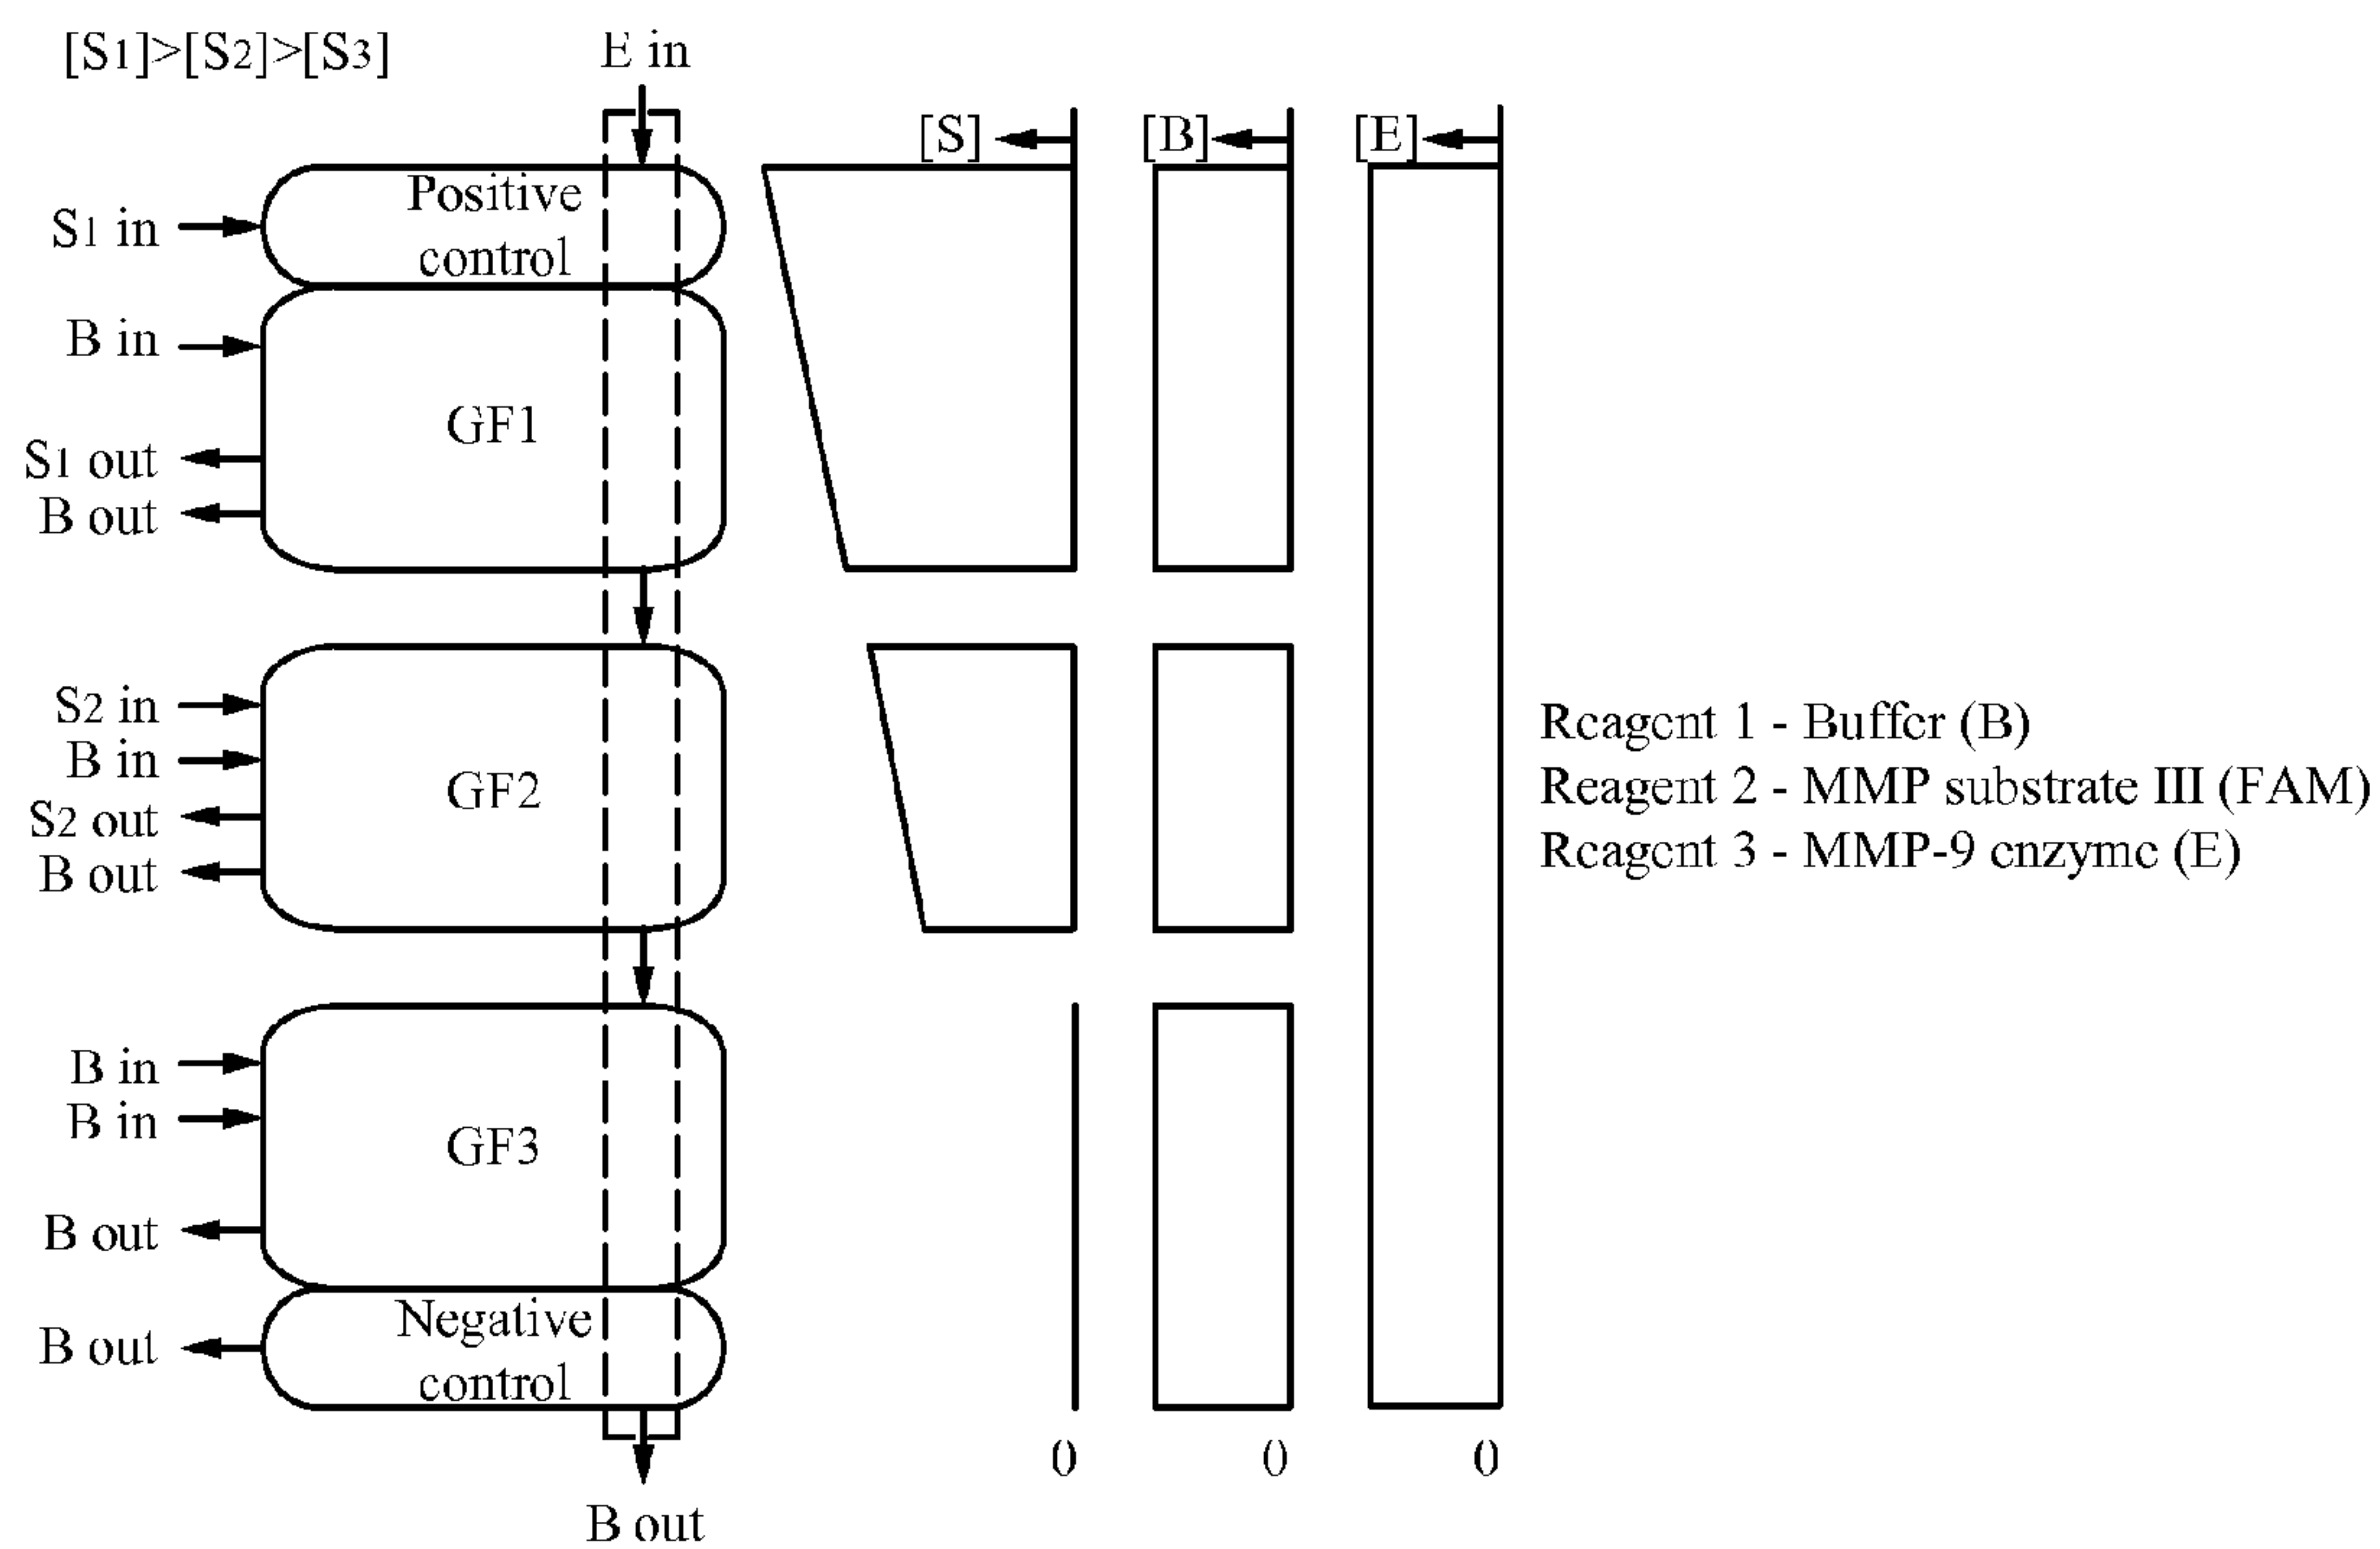 [S1]>[S2]>[S3]
E in
[S]
[B]
[E]
Positive
control
S1 in
B in
GF1
S1 out
B out
S2 in
B in
GF2
S2 out
B out
Reagent 1 - Buffer (B)
Reagent 2 - MMP substrate III (FAM)
Reagent 3 - MMP-9 enzyme (E)
B in
B in
GF3
B out
Negative
control
B out
0
0
0
B out